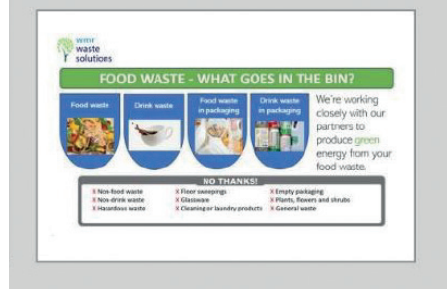 wmr
waste
solutions
FOOD WASTE - WHAT GOES IN THE BIN?
Food waste
Drink waste
Food waste
in packaging
Drink waste
in packaging
We're working
closely with our
partners to
produce green
energy from your
food waste.
NO THANKS!
X Non-food waste
X Non-drink waste
X Hazardous waste
X Floor sweepings
X Glassware
X Cleaning or laundry products
X Empty packaging
X Plants, flowers and shrubs
X General waste